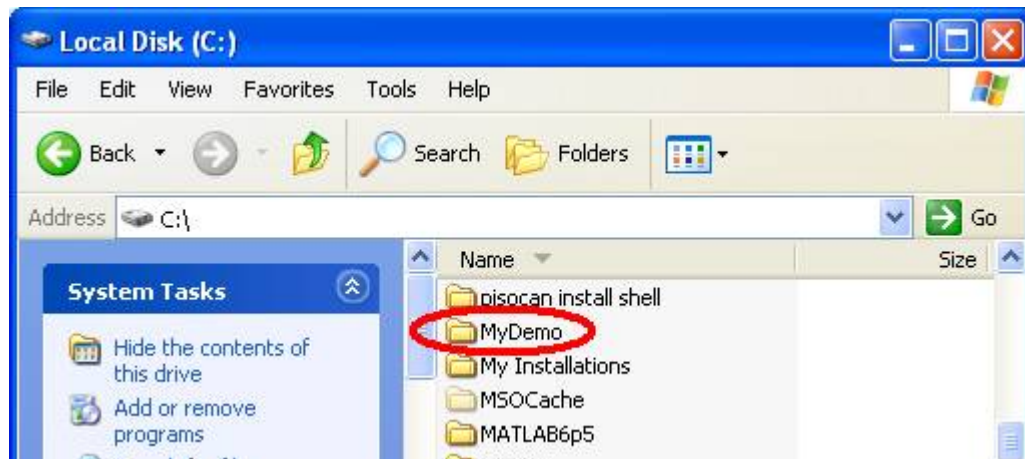 Local Disk (C:)
File Edit View Favorites Tools Help
Back Search Folders
Address C:\ Go
Name Size
System Tasks
Hide the contents of
this drive
Add or remove
programs
pisocan install shell
MyDemo
My Installations
MSOCache
MATLAB6p5